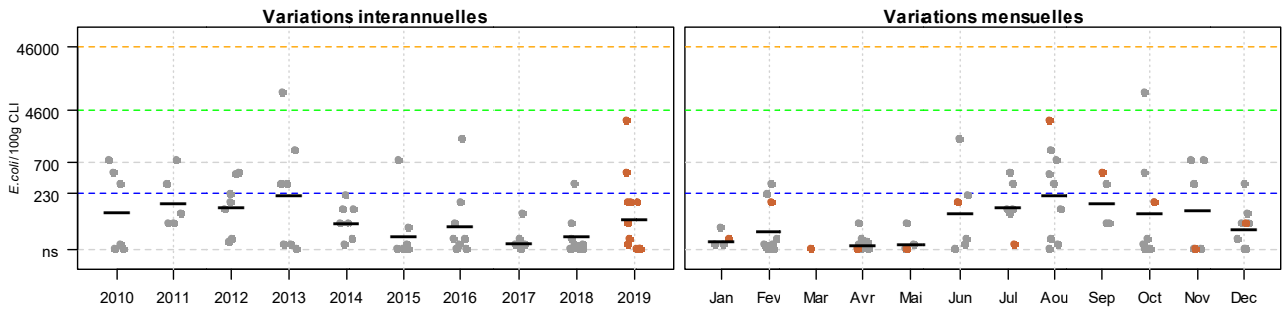 Variations interannuelles
Variations mensuelles
E.coli/100g CLI
46000
4600
700
230
ns
2010 2011 2012 2013 2014 2015 2016 2017 2018 2019
Jan Fev Mar Avr Mai Jun Jul Aou Sep Oct Nov Dec